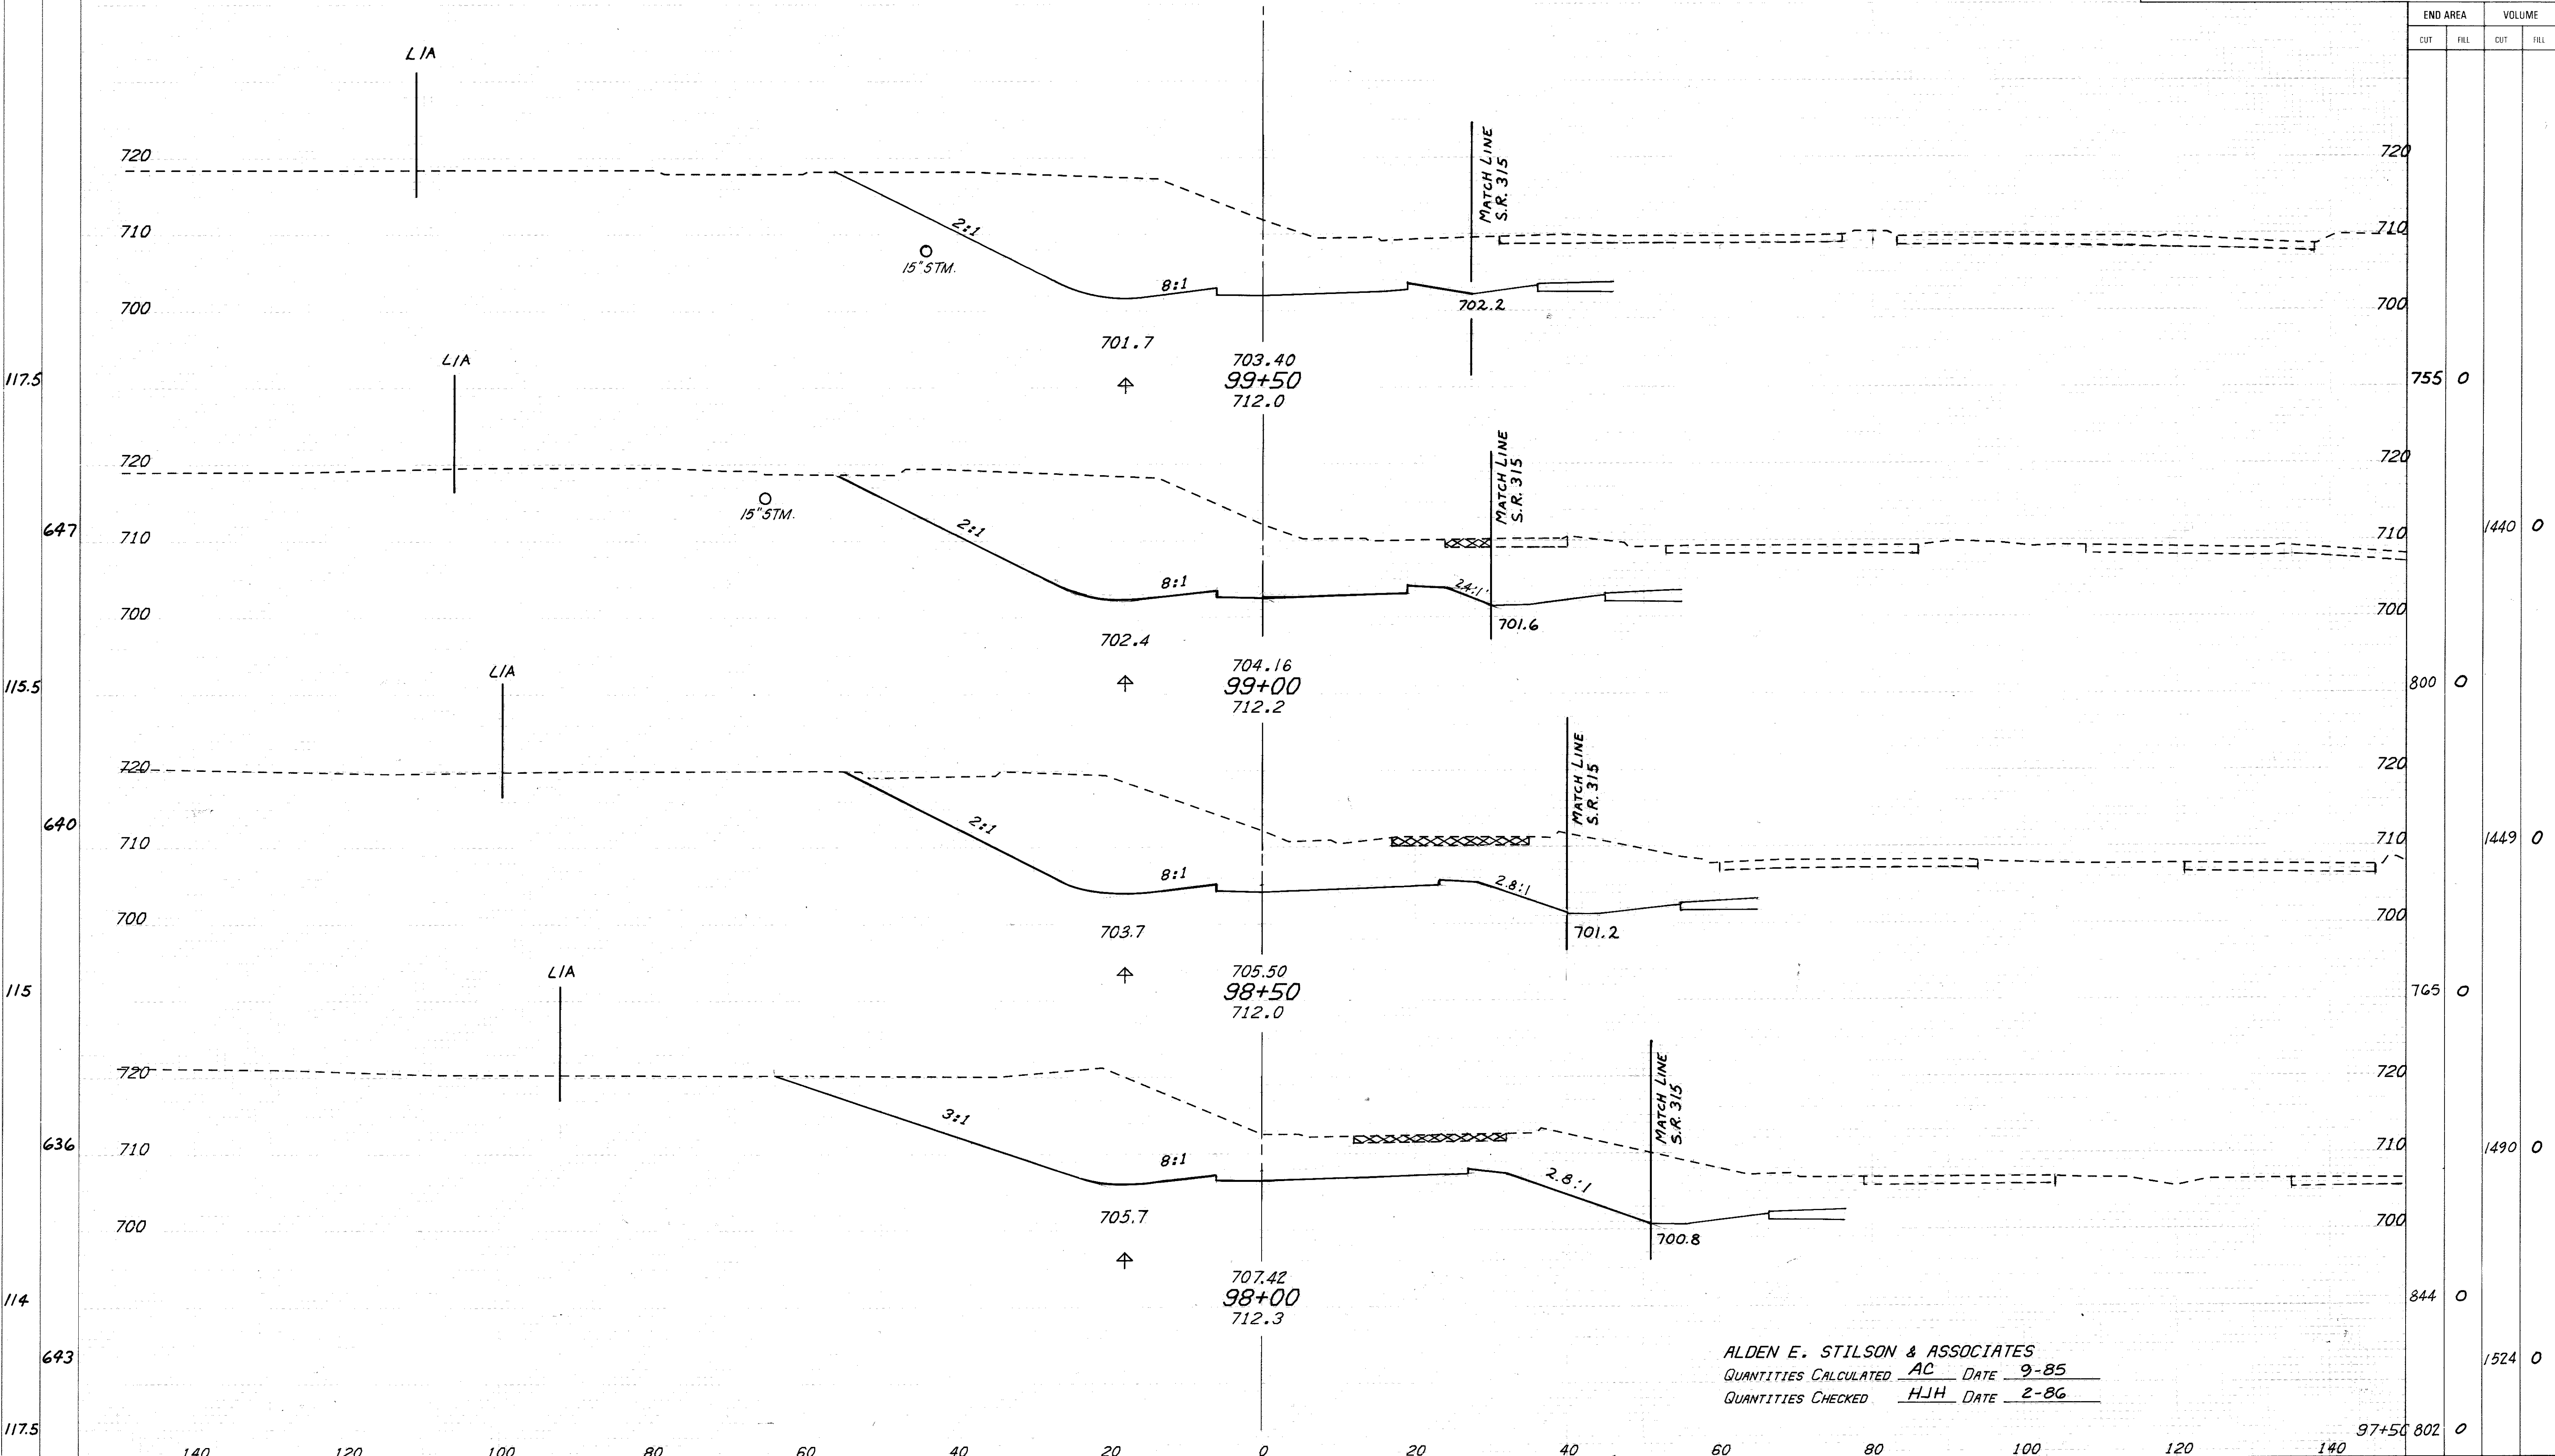 END AREA VOLUME
CUT FILL CUT FILL
L/A
MATCH LINE
S.R. 315
720 720
710 710
2:1
15" STM.
8:1
700 702.2 700
701.7
703.40
117.5 99+50 755 0
712.0
L/A
MATCH LINE
S.R. 315
720 720
15" STM.
647 710 2:1 710 1440 0
8:1 2.4:1
700 700
701.6
702.4
704.16
115.5 99+00 800 0
712.2
L/A
MATCH LINE
S.R. 315
720 720
640 2:1
710 710 1449 0
8:1 2.8:1
700 700
703.7 701.2
705.50
115 98+50 765 0
712.0
L/A
MATCH LINE
S.R. 315
720 720
3:1
636 710 710 1490 0
8:1 2.8:1
700 700
705.7
700.8
707.42
114 98+00 844 0
712.3
ALDEN E. STILSON & ASSOCIATES
643 1524 0
QUANTITIES CALCULATED AC DATE 9-85
QUANTITIES CHECKED HJH DATE 2-86
117.5 97+50 802 0
140 120 100 80 60 40 20 0 20 40 60 80 100 120 140